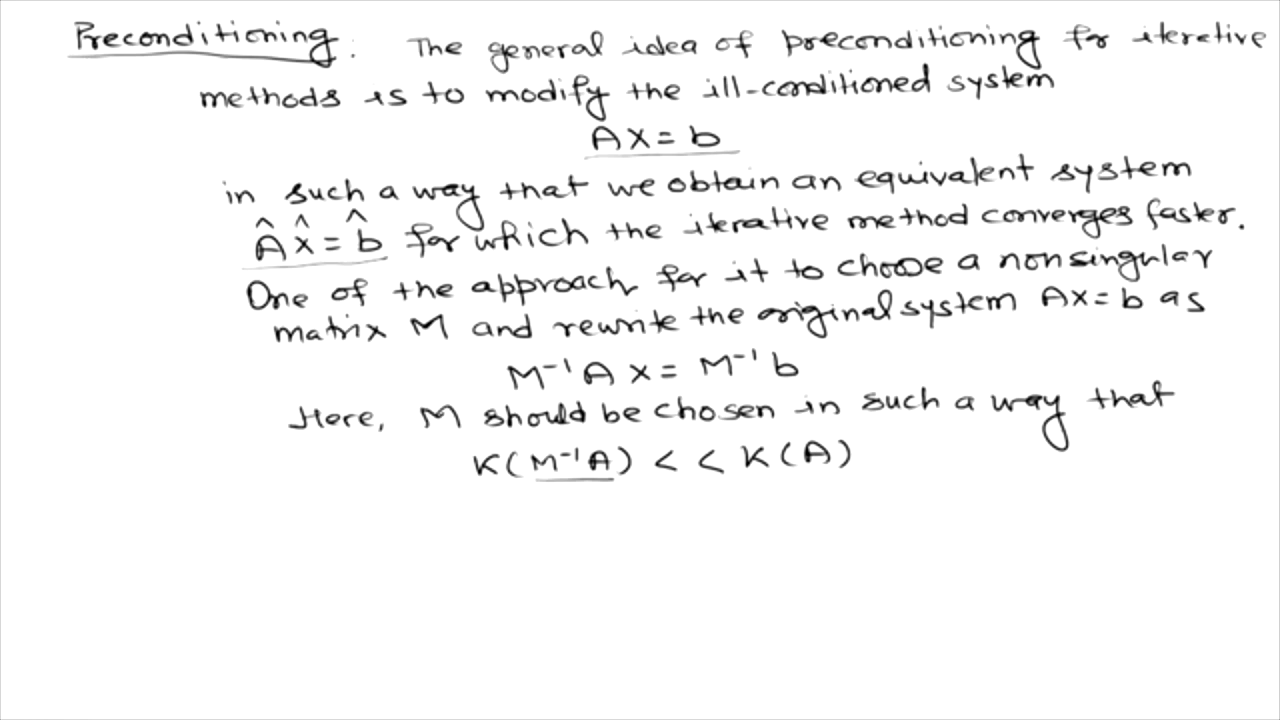 Preconditioning: The general idea of preconditioning for iterative
methods is to modify the ill-conditioned system
Ax = b
in such a way that we obtain an equivalent system
Â x̂ = b̂ for which the iterative method converges faster.
One of the approach for it to choose a nonsingular
matrix M and rewrite the original system Ax = b as
M⁻¹A x = M⁻¹ b
Here, M should be chosen in such a way that
K(M⁻¹A) < < K(A)